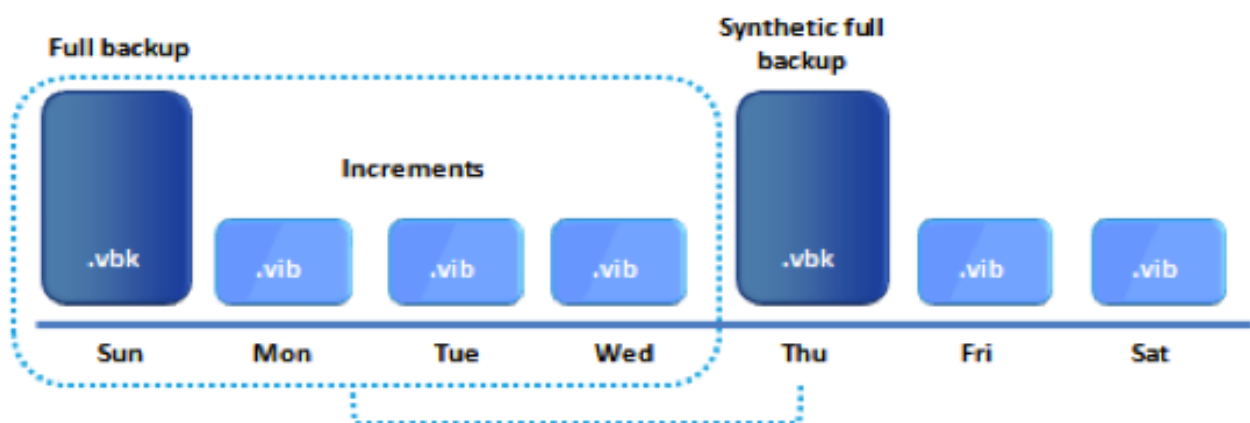 Full backup
Synthetic full
backup
Increments
.vbk
.vib
.vib
.vib
.vbk
.vib
.vib
Sun
Mon
Tue
Wed
Thu
Fri
Sat